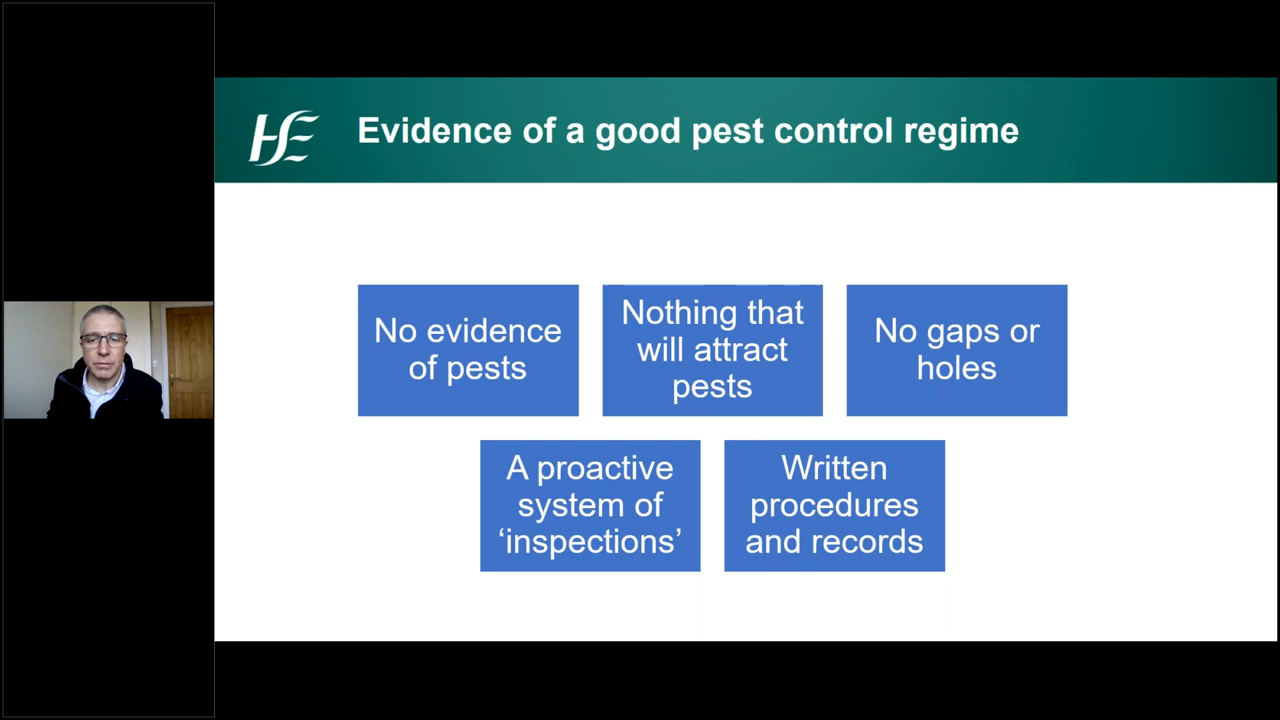 HSE
Evidence of a good pest control regime
No evidence
of pests
Nothing that
will attract
pests
No gaps or
holes
A proactive
system of
‘inspections’
Written
procedures
and records